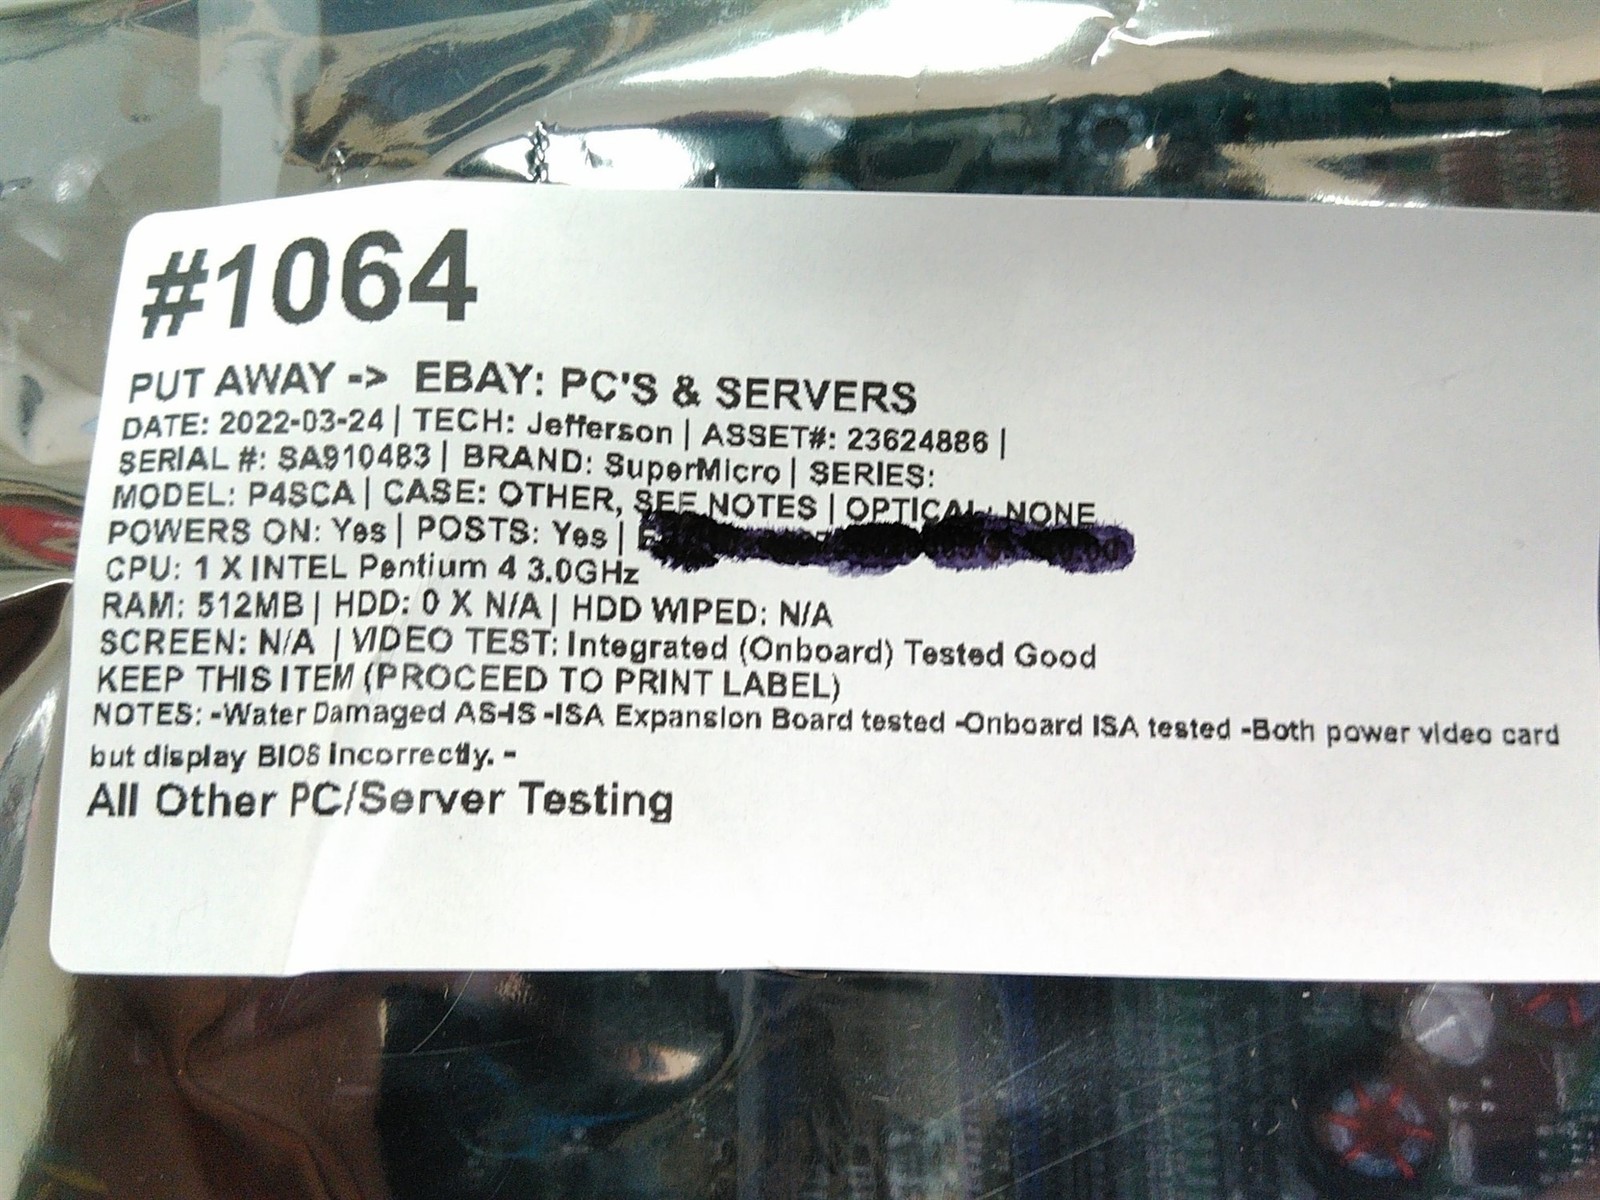 #1064
PUT AWAY -> EBAY: PC'S & SERVERS
DATE: 2022-03-24 | TECH: Jefferson | ASSET#: 23624886 |
SERIAL #: SA910483 | BRAND: SuperMicro | SERIES:
MODEL: P4SCA | CASE: OTHER, SEE NOTES | OPTICAL: NONE
POWERS ON: Yes | POSTS: Yes |
CPU: 1 X INTEL Pentium 4 3.0GHz
RAM: 512MB | HDD: 0 X N/A | HDD WIPED: N/A
SCREEN: N/A | VIDEO TEST: Integrated (Onboard) Tested Good
KEEP THIS ITEM (PROCEED TO PRINT LABEL)
NOTES: -Water Damaged AS-IS -ISA Expansion Board tested -Onboard ISA tested -Both power video card
but display BIOS incorrectly. -
All Other PC/Server Testing